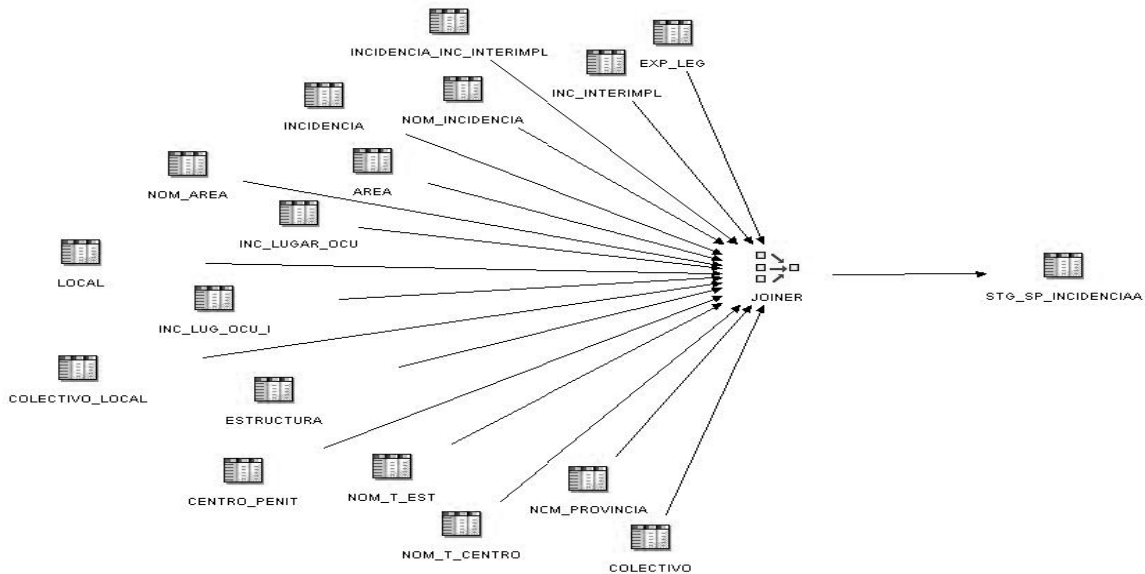 INCIDENCIA_INC_INTERIMPL
EXP_LEG
INC_INTERIMPL
NOM_INCIDENCIA
INCIDENCIA
AREA
NOM_AREA
INC_LUGAR_OCU
LOCAL
JOINER
STG_SP_INCIDENCIAA
INC_LUG_OCU_I
COLECTIVO_LOCAL
ESTRUCTURA
CENTRO_PENIT
NOM_T_EST
NCM_PROVINCIA
NOM_T_CENTRO
COLECTIVO